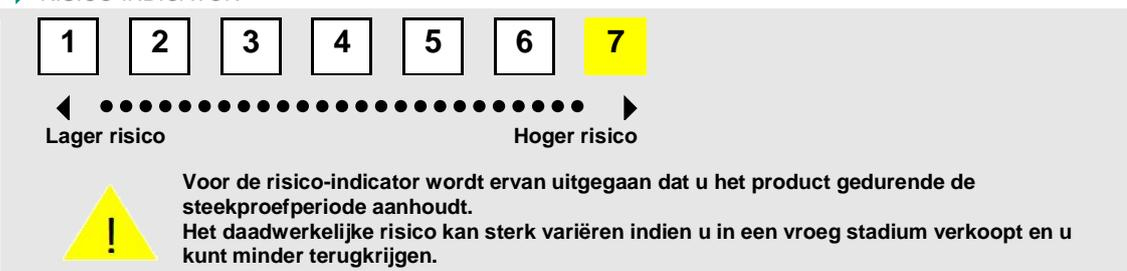 1 2 3 4 5 6 7
Lager risico Hoger risico
!
Voor de risico-indicator wordt ervan uitgegaan dat u het product gedurende de
steekproefperiode aanhoudt.
Het daadwerkelijke risico kan sterk variëren indien u in een vroeg stadium verkoopt en u
kunt minder terugkrijgen.